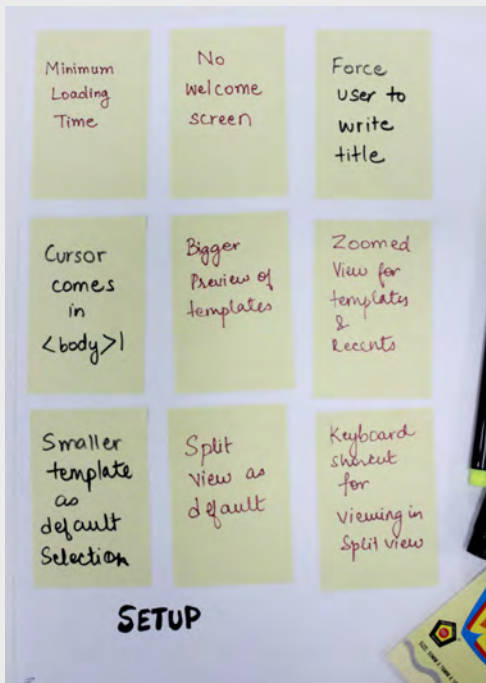 Minimum
Loading
Time
No
welcome
screen
Force
user to
write
title
Cursor
comes
in
<body>|
Bigger
Preview of
templates
Zoomed
View for
templates
&
Recents
Smaller
template
as
default
Selection
Split
view as
default
Keyboard
shortcut
for
viewing in
Split view
SETUP